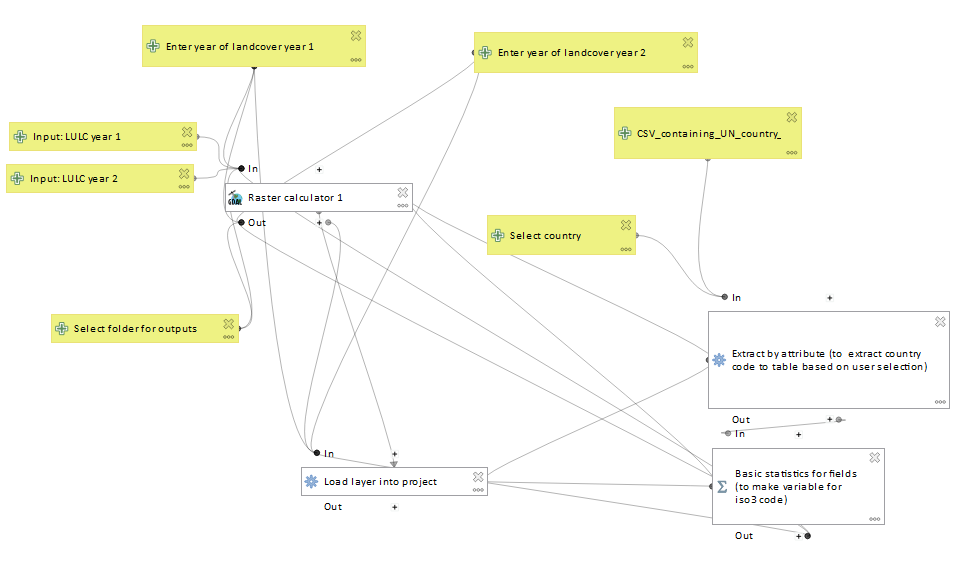 Enter year of landcover year 1
Enter year of landcover year 2
Input: LULC year 1
CSV_containing_UN_country_
Input: LULC year 2
In
+
GDAL
Raster calculator 1
Out
+
Select country
In
+
Select folder for outputs
Extract by attribute (to extract country
code to table based on user selection)
Out
+
In
+
In
+
Load layer into project
Basic statistics for fields
(to make variable for
iso3 code)
Σ
Out
+
Out
+